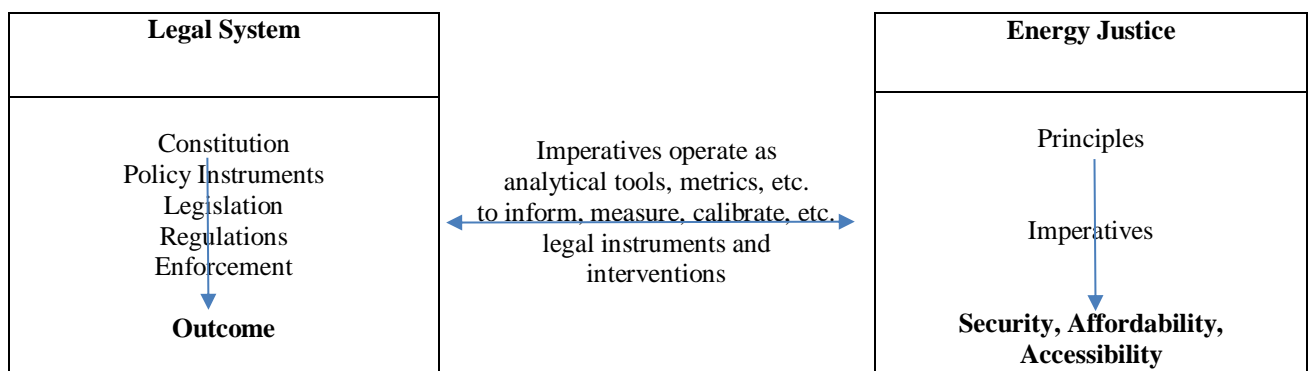 Legal System
Constitution
Policy Instruments
Legislation
Regulations
Enforcement
Outcome
Imperatives operate as
analytical tools, metrics, etc.
to inform, measure, calibrate, etc.
legal instruments and
interventions
Energy Justice
Principles
Imperatives
Security, Affordability,
Accessibility